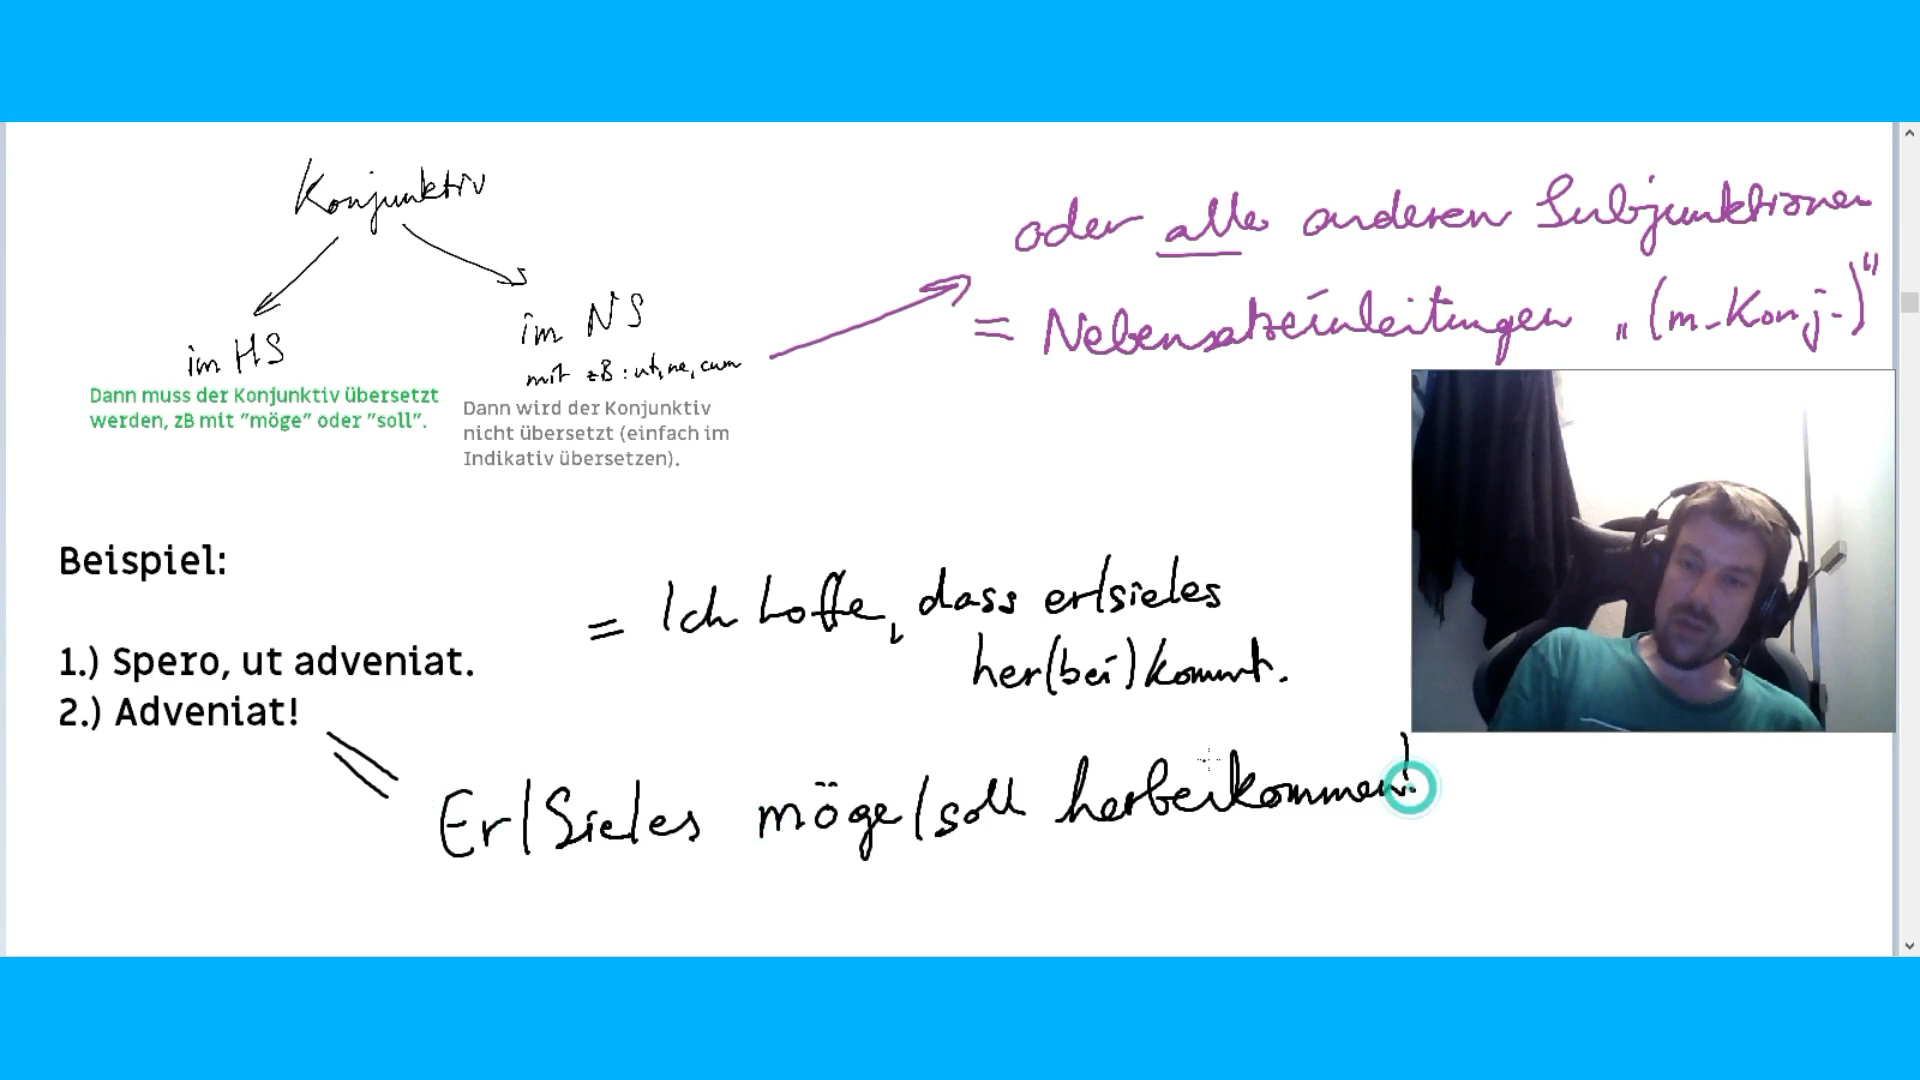 Konjunktiv
im HS
Dann muss der Konjunktiv übersetzt
werden, zB mit "möge" oder "soll".
im NS
mit zB: ut, ne, cum
Dann wird der Konjunktiv
nicht übersetzt (einfach im
Indikativ übersetzen).
oder alle anderen Subjunktionen
= Nebensatzeinleitungen „(m. Konj.)“
Beispiel:
1.) Spero, ut adveniat.
= Ich hoffe, dass er/sie/es
her(bei)kommt.
2.) Adveniat!
Er/Sie/es möge/soll herbeikommen!